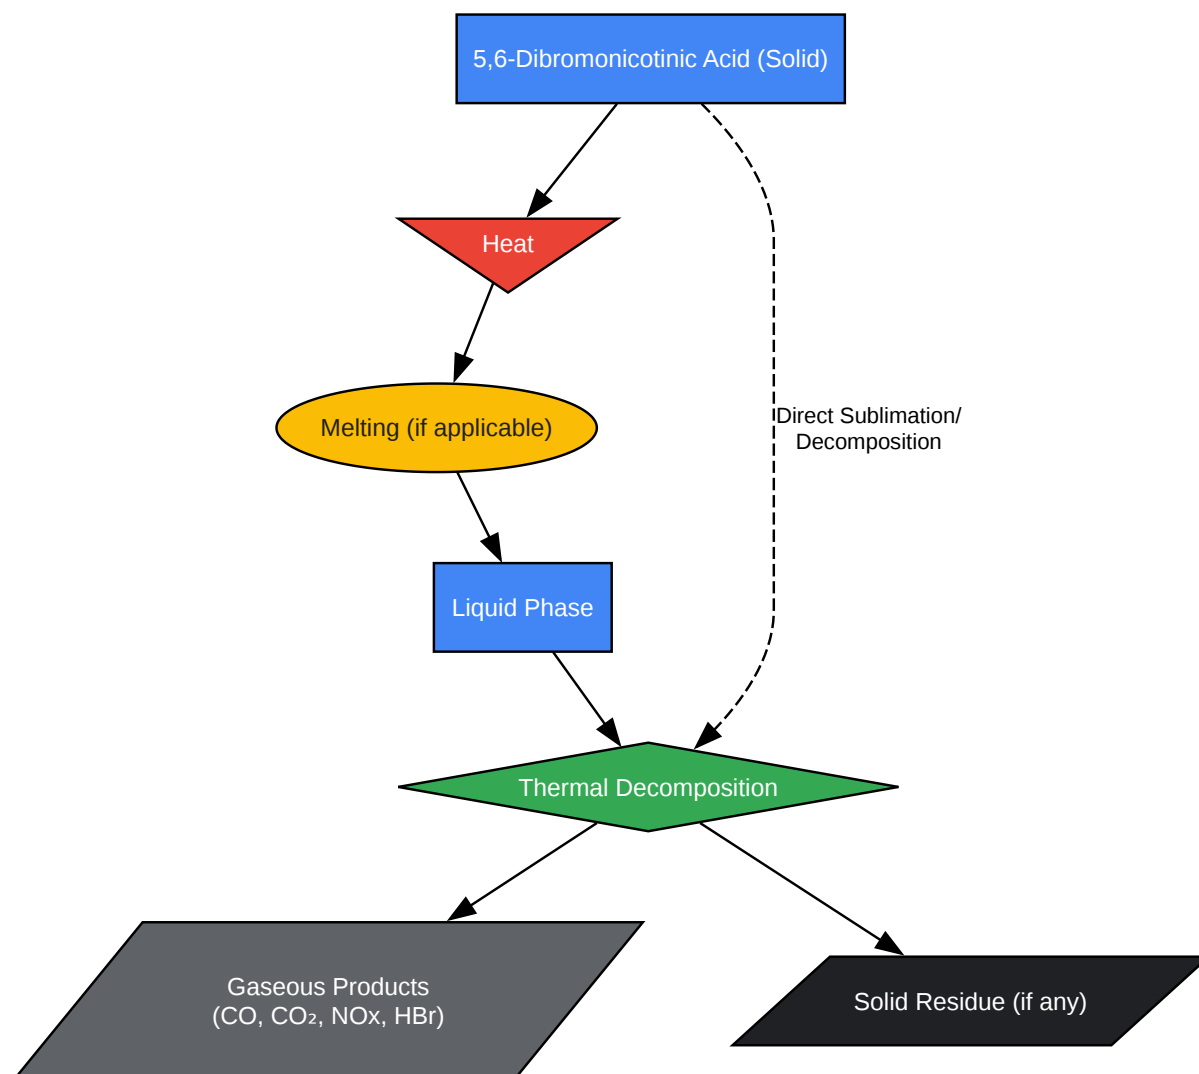 5,6-Dibromonicotinic Acid (Solid)
Heat
Melting (if applicable)
Direct Sublimation/
Decomposition
Liquid Phase
Thermal Decomposition
Gaseous Products
(CO, CO₂, NOx, HBr)
Solid Residue (if any)